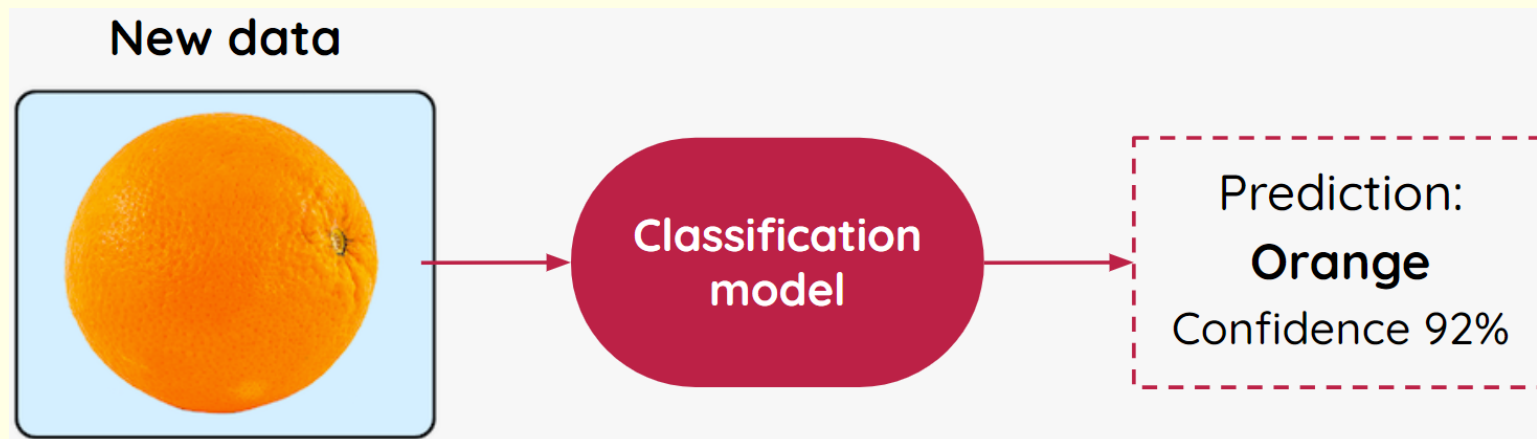 New data
Classification
model
Prediction:
Orange
Confidence 92%